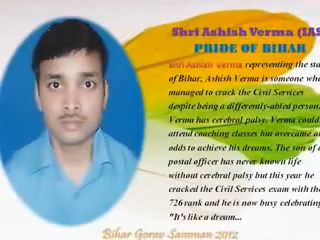 Shri Ashish Verma (IAS
PRIDE OF BIHAR
Shri Ashish Verma representing the sta
of Bihar, Ashish Verma is someone wh
managed to crack the Civil Services
despite being a differently-abled person.
Verma has cerebral palsy. Verma could
attend coaching classes but overcame a
odds to achieve his dreams. The son of
postal officer has never known life
without cerebral palsy but this year he
cracked the Civil Services exam with the
726 rank and he is now busy celebrating
"It's like a dream...
Bihar Gorav Samman 2012